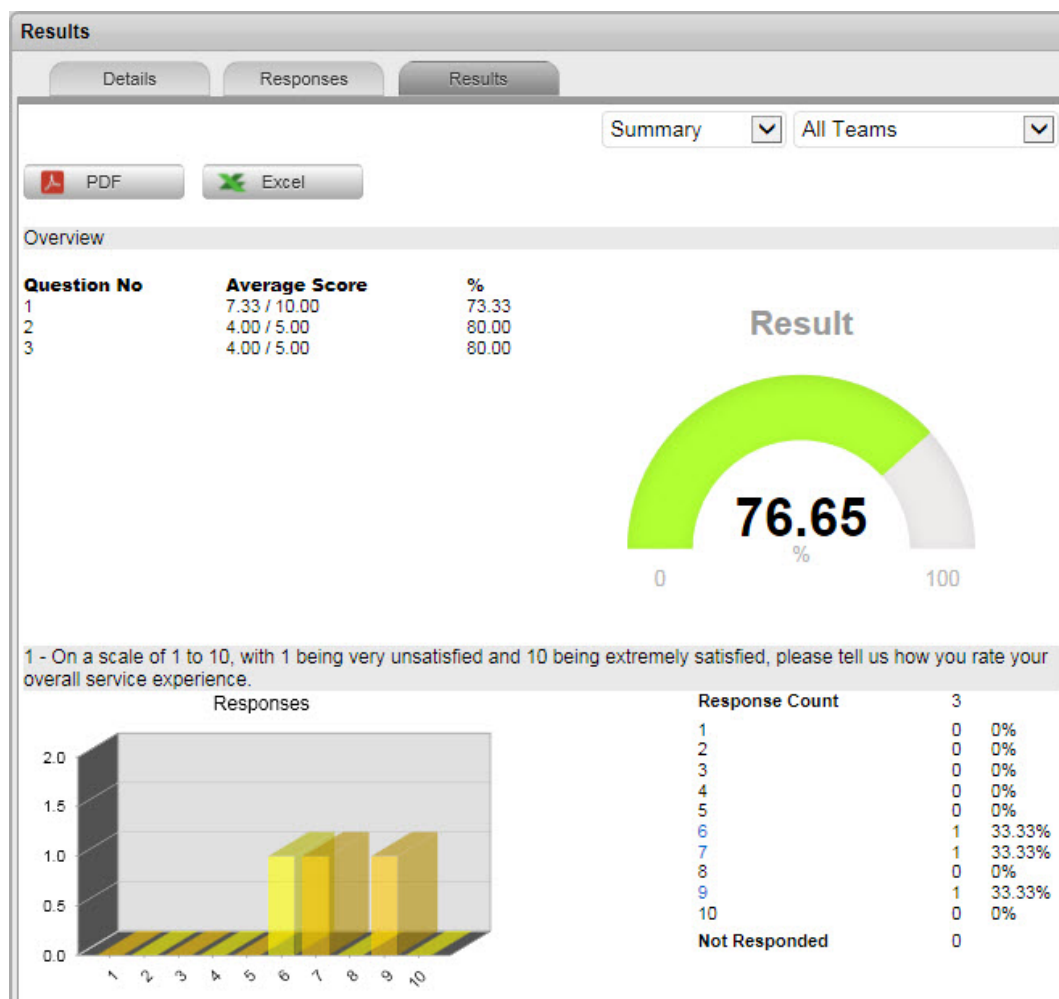 Results
Details Responses Results
Summary All Teams
PDF Excel
Overview
Question No Average Score %
1 7.33 / 10.00 73.33
2 4.00 / 5.00 80.00
3 4.00 / 5.00 80.00
Result
76.65
%
0 100
1 - On a scale of 1 to 10, with 1 being very unsatisfied and 10 being extremely satisfied, please tell us how you rate your
overall service experience.
Responses
2.0
1.5
1.0
0.5
0.0
1 2 3 4 5 6 7 8 9 10
Response Count 3
1 0 0%
2 0 0%
3 0 0%
4 0 0%
5 0 0%
6 1 33.33%
7 1 33.33%
8 0 0%
9 1 33.33%
10 0 0%
Not Responded 0